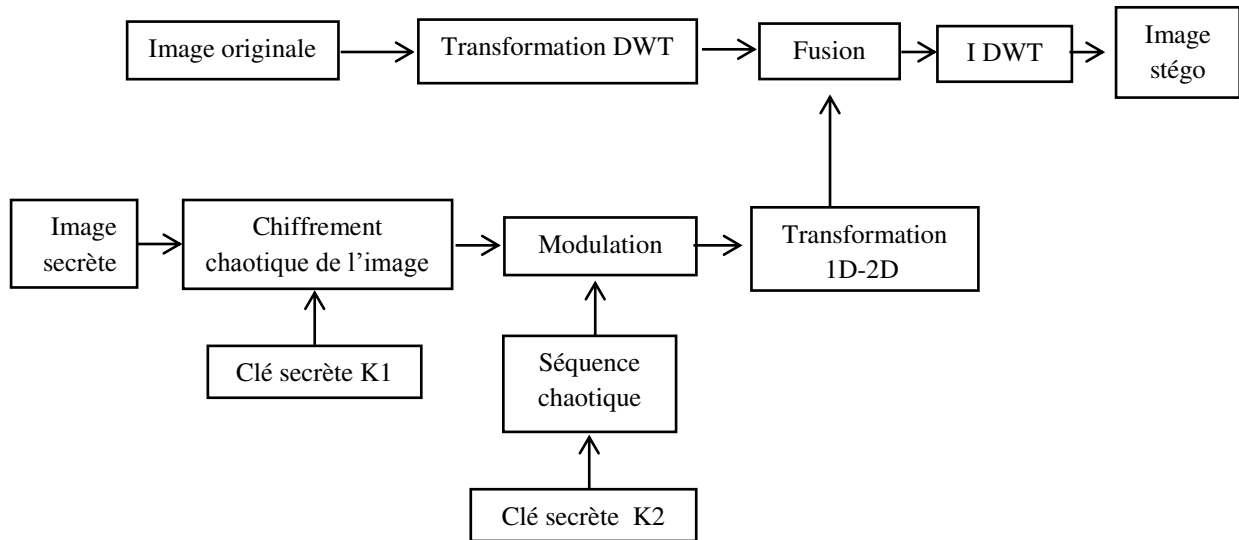 Image originale
Transformation DWT
Fusion
I DWT
Image
stégo
Image
secrète
Chiffrement
chaotique de l’image
Modulation
Transformation
1D-2D
Clé secrète K1
Séquence
chaotique
Clé secrète K2